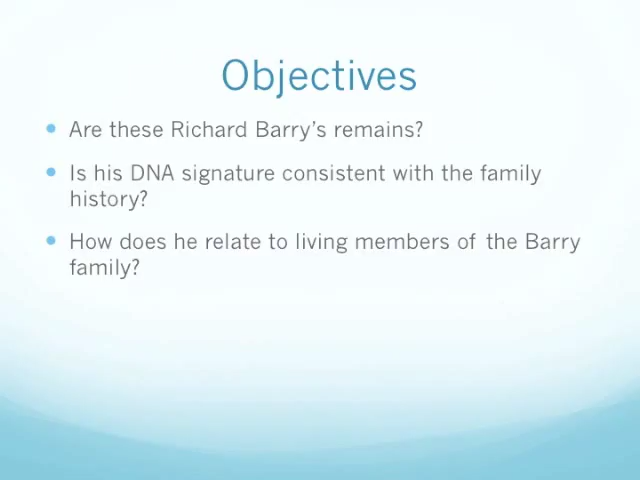 Objectives
• Are these Richard Barry’s remains?
• Is his DNA signature consistent with the family
history?
• How does he relate to living members of the Barry
family?